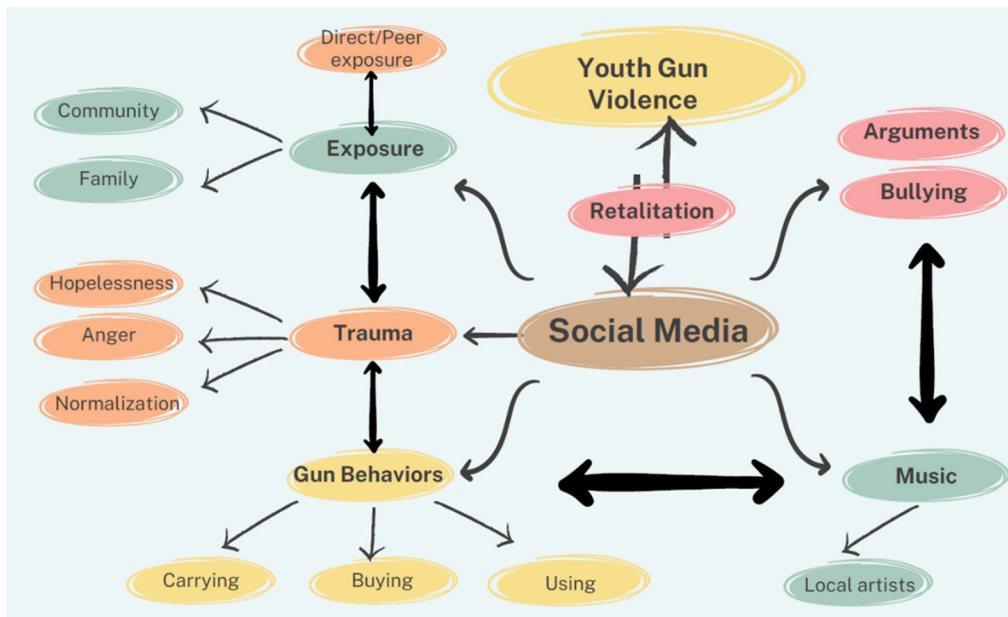 Direct/Peer
exposure
Youth Gun
Violence
Community
Exposure
Arguments
Family
Bullying
Retalitation
Hopelessness
Anger
Trauma
Social Media
Normalization
Gun Behaviors
Music
Carrying
Buying
Using
Local artists